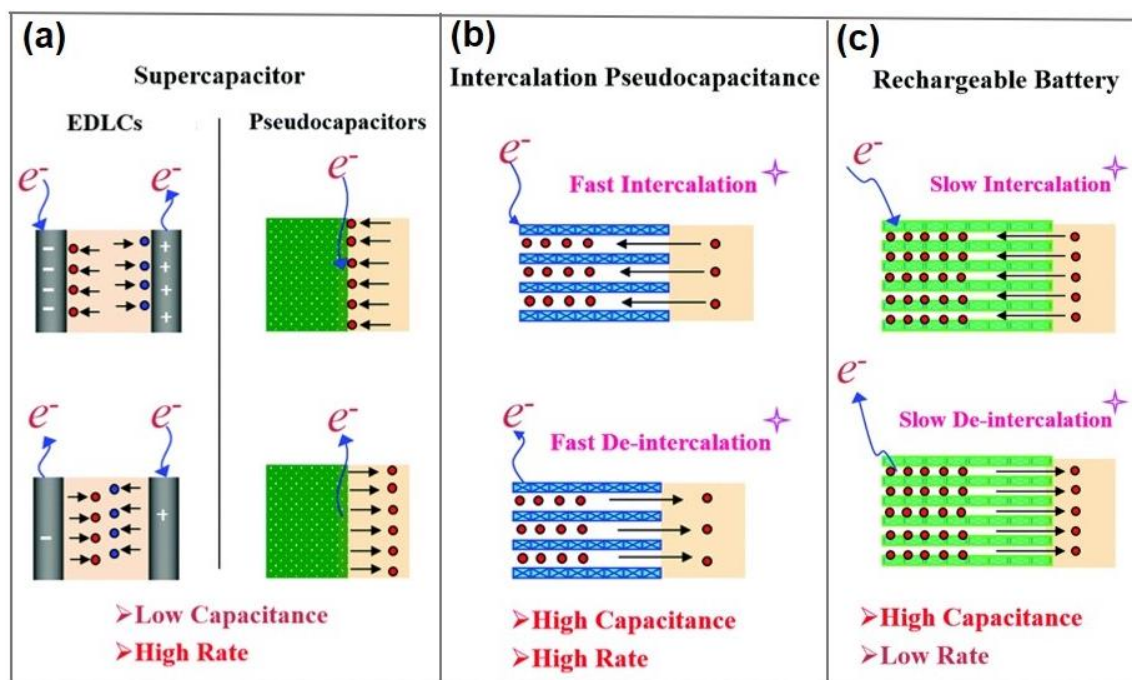 (a)
Supercapacitor
EDLCs
Pseudocapacitors
e-
e-
e-
- - - -
+ + + +
e-
e-
-
+
➢Low Capacitance
➢High Rate
(b)
Intercalation Pseudocapacitance
e-
Fast Intercalation
e-
Fast De-intercalation
➢High Capacitance
➢High Rate
(c)
Rechargeable Battery
e-
Slow Intercalation
e-
Slow De-intercalation
➢High Capacitance
➢Low Rate